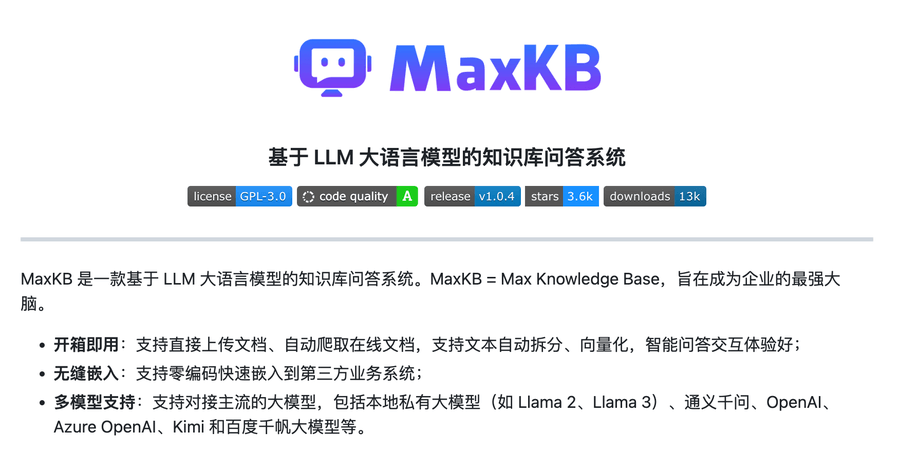 MaxKB
基于 LLM 大语言模型的知识库问答系统
license GPL-3.0 code quality A release v1.0.4 stars 3.6k downloads 13k
MaxKB 是一款基于 LLM 大语言模型的知识库问答系统。MaxKB = Max Knowledge Base，旨在成为企业的最强大
脑。
• 开箱即用：支持直接上传文档、自动爬取在线文档，支持文本自动拆分、向量化，智能问答交互体验好；
• 无缝嵌入：支持零编码快速嵌入到第三方业务系统；
• 多模型支持：支持对接主流的大模型，包括本地私有大模型（如 Llama 2、Llama 3）、通义千问、OpenAI、
Azure OpenAI、Kimi 和百度千帆大模型等。